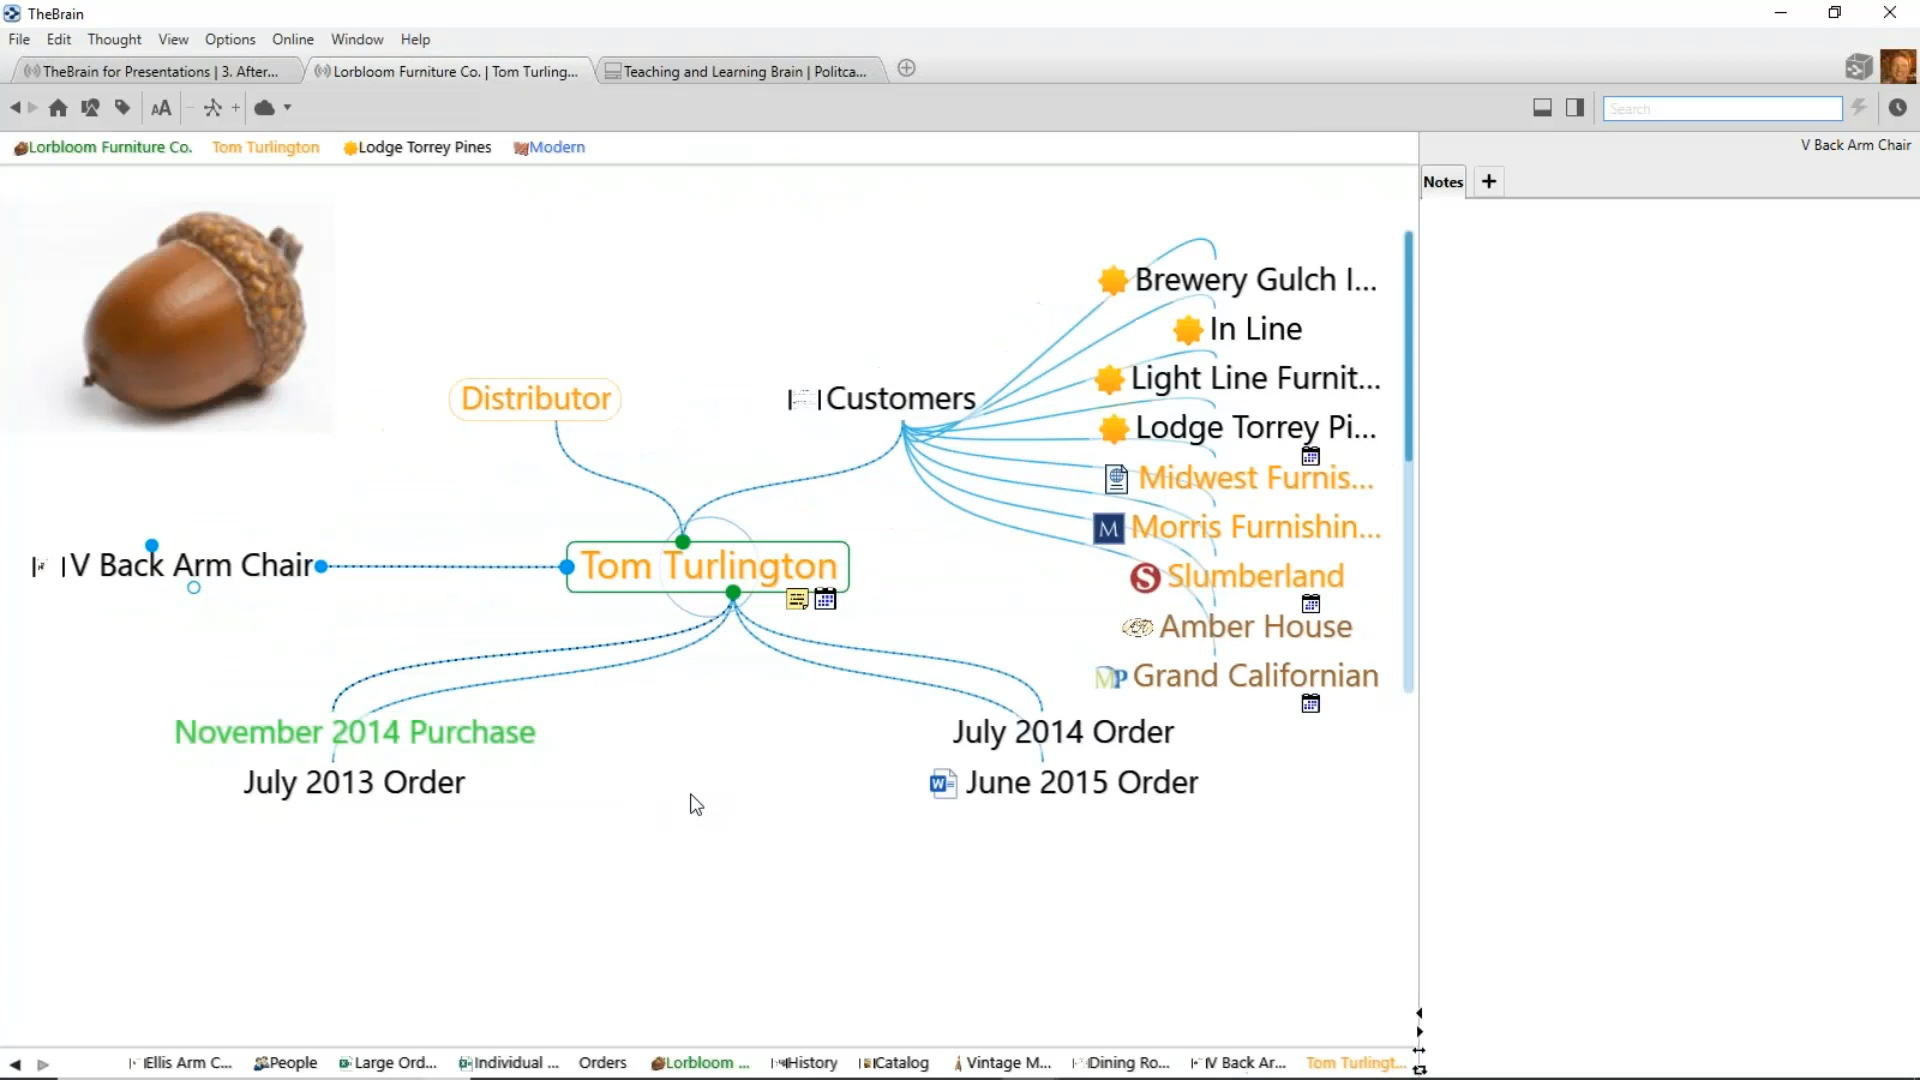 TheBrain
File Edit Thought View Options Online Window Help
TheBrain for Presentations | 3. After...
Lorbloom Furniture Co. | Tom Turling...
Teaching and Learning Brain | Politca...
AA
Search
Lorbloom Furniture Co. Tom Turlington Lodge Torrey Pines Modern
V Back Arm Chair
Notes
Brewery Gulch I...
In Line
Light Line Furnit...
Distributor
Customers
Lodge Torrey Pi...
Midwest Furnis...
M Morris Furnishin...
V Back Arm Chair
Tom Turlington
S Slumberland
Amber House
MP Grand Californian
November 2014 Purchase
July 2014 Order
July 2013 Order
W June 2015 Order
Ellis Arm C... People Large Ord... Individual ... Orders Lorbloom ... History Catalog Vintage M... Dining Ro... V Back Ar... Tom Turlingt...